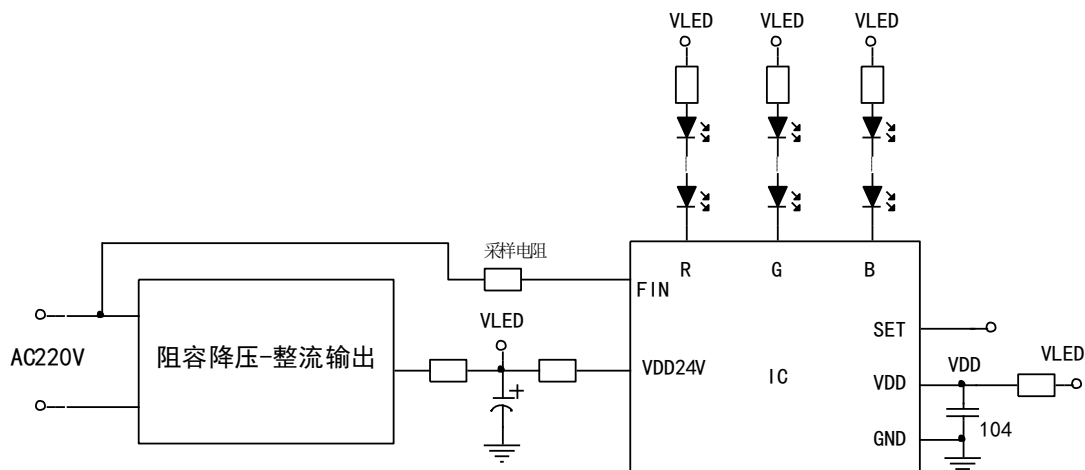 VLED VLED VLED
采样电阻
R G B
FIN
VLED
SET
AC220V
阻容降压-整流输出
VDD24V
IC
VDD
VDD
VLED
GND
104